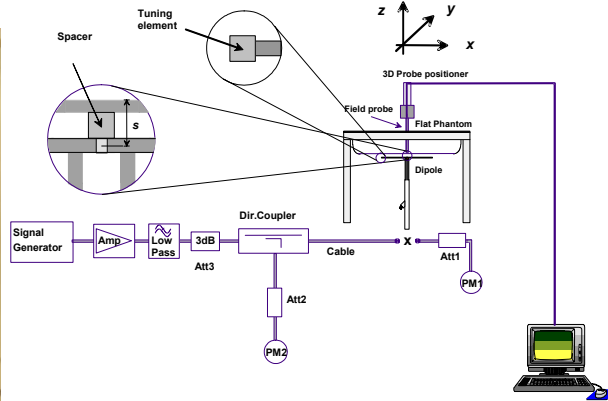 Tuning
element
Spacer
s
z
y
x
3D Probe positioner
Field probe
Flat Phantom
Dipole
Signal
Generator
Amp
Low
Pass
3dB
Att3
Dir.Coupler
Cable
x
Att1
PM1
Att2
PM2